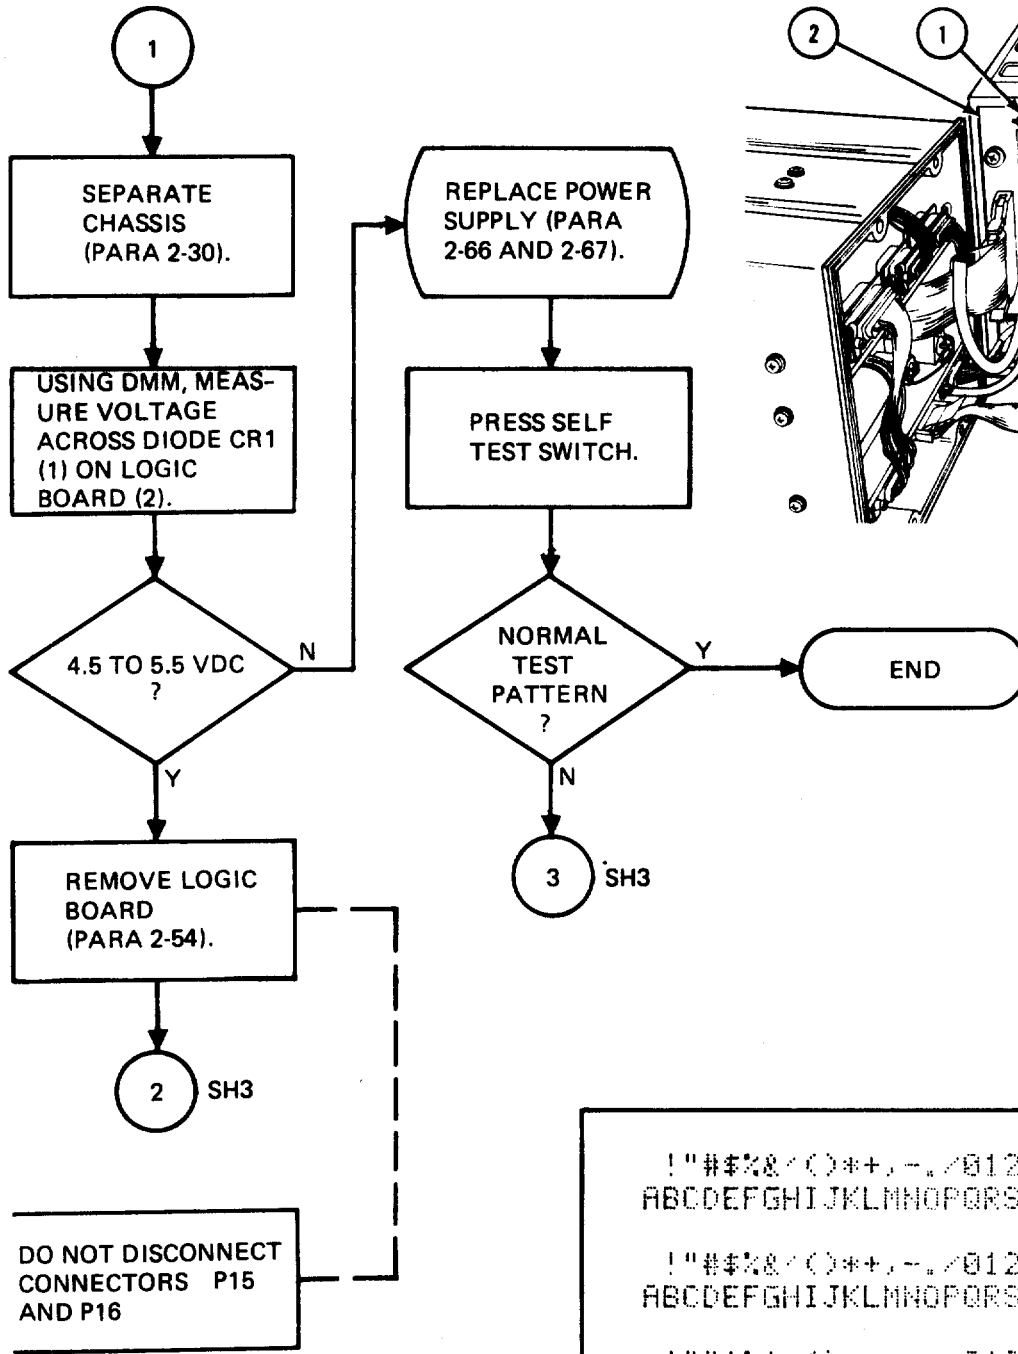 1
SEPARATE
CHASSIS
(PARA 2-30).
USING DMM, MEAS-
URE VOLTAGE
ACROSS DIODE CR1
(1) ON LOGIC
BOARD (2).
4.5 TO 5.5 VDC
?
N
Y
REMOVE LOGIC
BOARD
(PARA 2-54).
2 SH3
DO NOT DISCONNECT
CONNECTORS P15
AND P16
REPLACE POWER
SUPPLY (PARA
2-66 AND 2-67).
PRESS SELF
TEST SWITCH.
NORMAL
TEST
PATTERN
?
Y
N
END
3 SH3
2
1
!"#$%&'()*+,-./012
ABCDEFGHIJKLMNOPQRS
!"#$%&'()*+,-./012
ABCDEFGHIJKLMNOPQRS